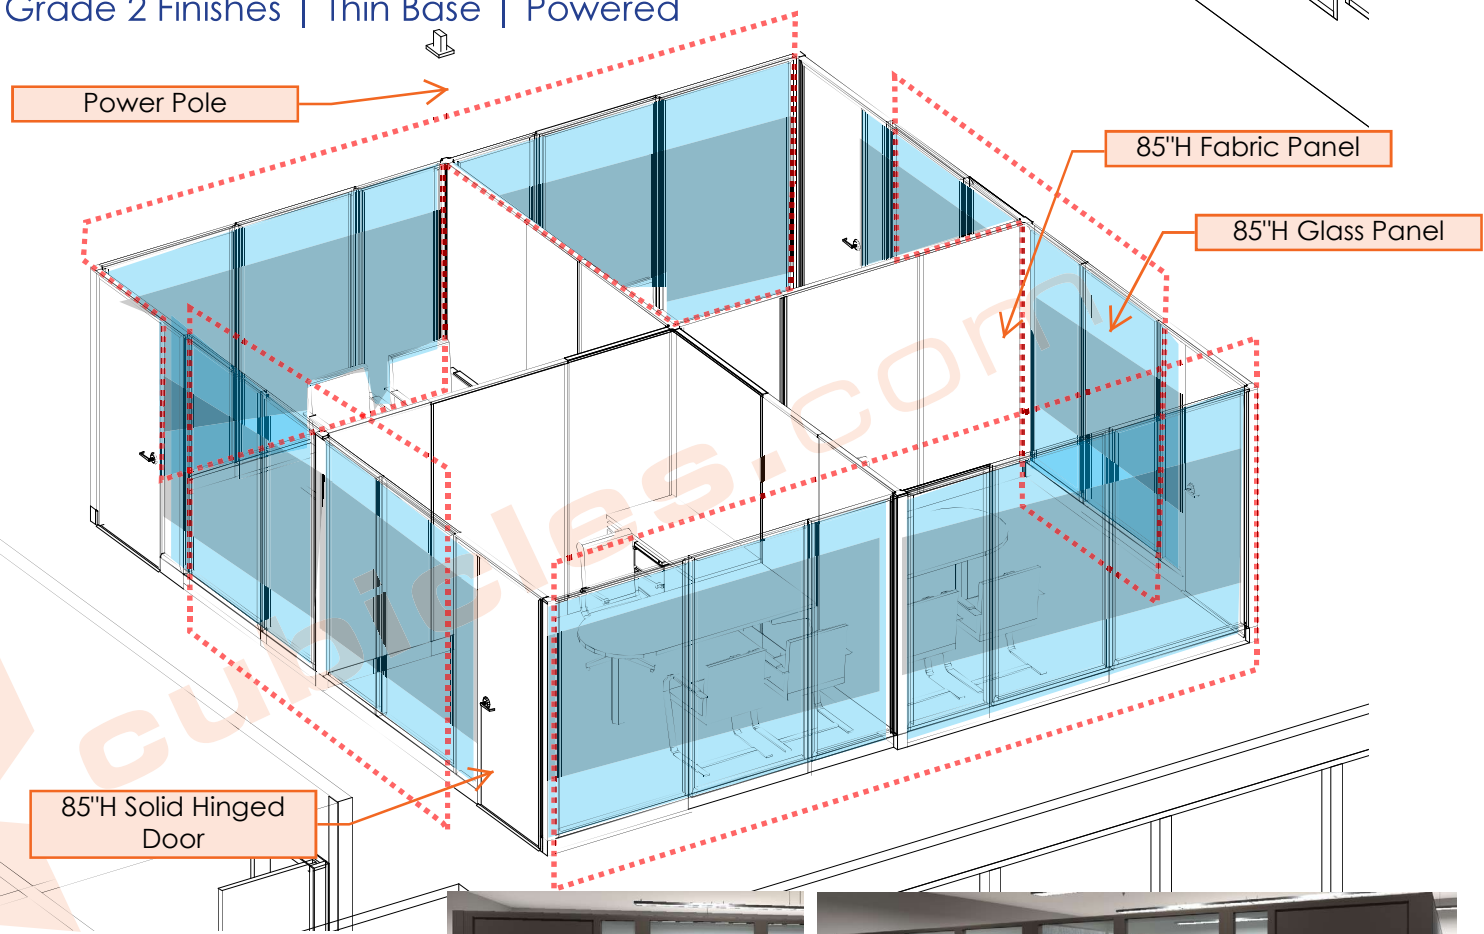 Grade 2 Finishes | Thin Base | Powered
Power Pole
85"H Fabric Panel
85"H Glass Panel
cubicles.com
85"H Solid Hinged
Door